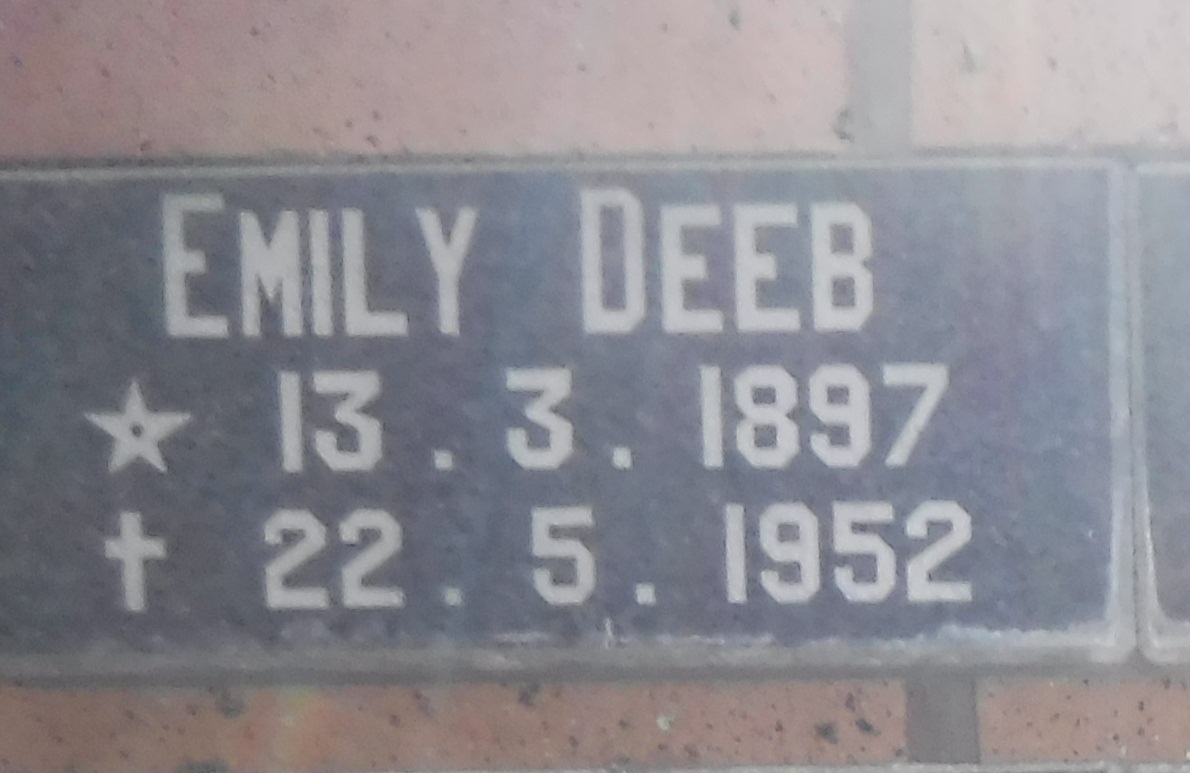 EMILY DEEB
★ 13 . 3 . 1897
✝ 22 . 5 . 1952